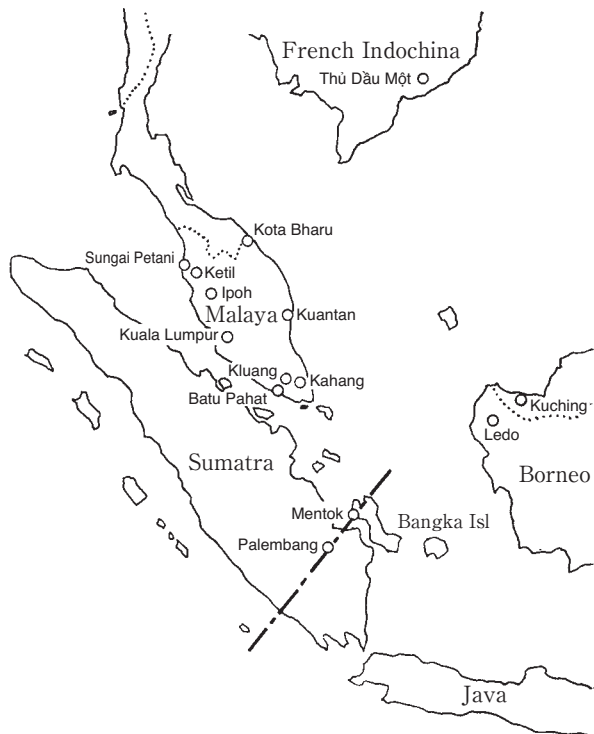 French Indochina
Thủ Dầu Một
Kota Bharu
Sungai Petani
Ketil
Ipoh
Malaya
Kuantan
Kuala Lumpur
Kluang
Kahang
Batu Pahat
Kuching
Ledo
Sumatra
Borneo
Mentok
Bangka Isl
Palembang
Java